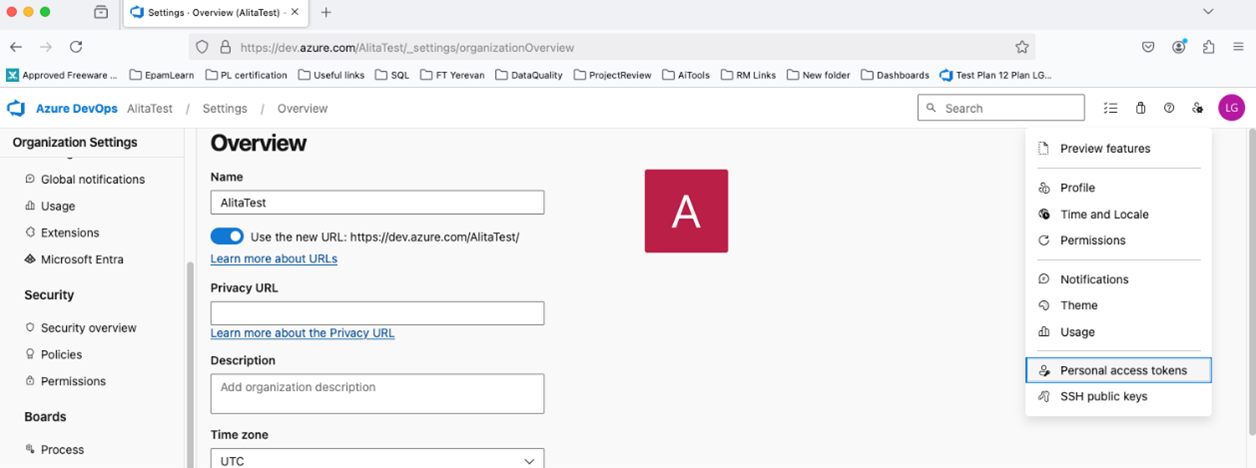 Settings - Overview (AlitaTest) -
https://dev.azure.com/AlitaTest/_settings/organizationOverview
Approved Freeware ... EpamLearn PL certification Useful links SQL FT Yerevan DataQuality ProjectReview AiTools RM Links New folder Dashboards Test Plan 12 Plan LG...
Azure DevOps AlitaTest / Settings / Overview Search LG
Organization Settings
Global notifications
Usage
Extensions
Microsoft Entra
Security
Security overview
Policies
Permissions
Boards
Process
Overview
Name
AlitaTest
Use the new URL: https://dev.azure.com/AlitaTest/
Learn more about URLs
Privacy URL
Learn more about the Privacy URL
Description
Add organization description
Time zone
UTC
A
Preview features
Profile
Time and Locale
Permissions
Notifications
Theme
Usage
Personal access tokens
SSH public keys